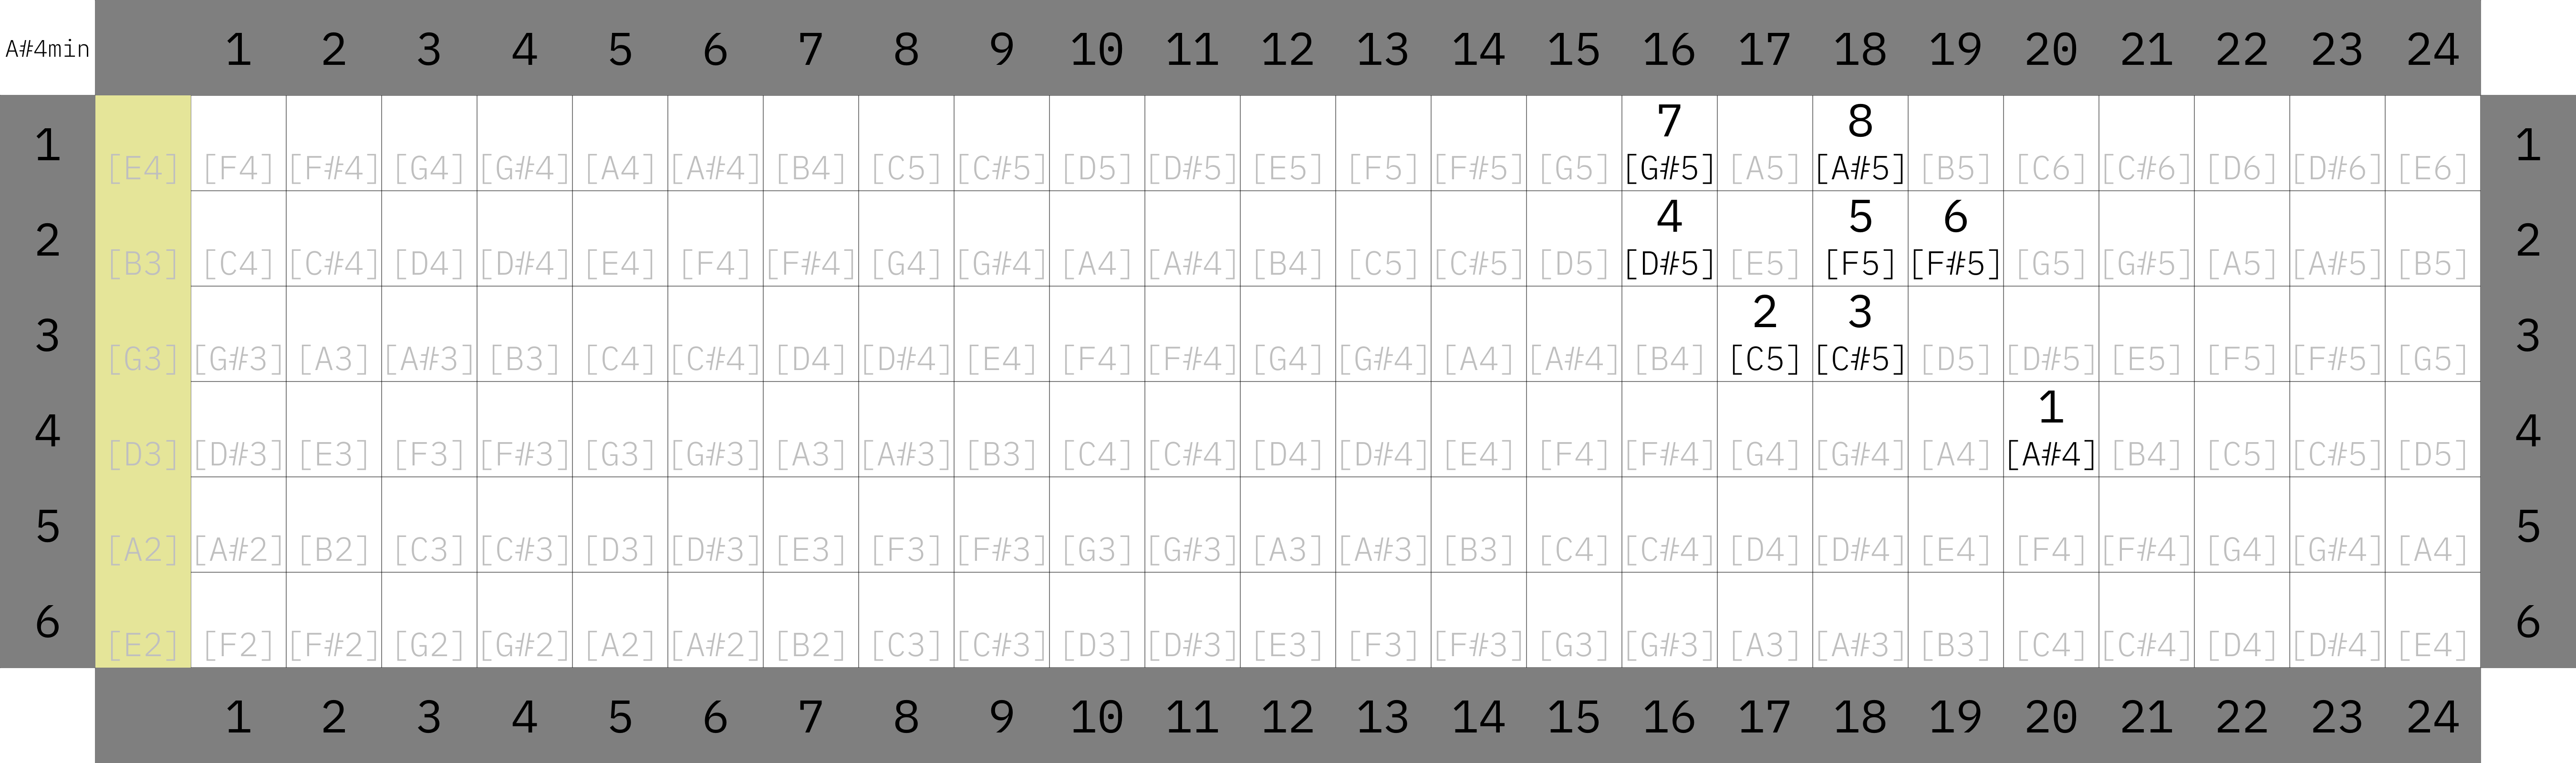 A#4min 1 2 3 4 5 6 7 8 9 10 11 12 13 14 15 16 17 18 19 20 21 22 23 24
7 8
1 1
[E4] [F4] [F#4] [G4] [G#4] [A4] [A#4] [B4] [C5] [C#5] [D5] [D#5] [E5] [F5] [F#5] [G5] [G#5] [A5] [A#5] [B5] [C6] [C#6] [D6] [D#6] [E6]
4 5 6
2 2
[B3] [C4] [C#4] [D4] [D#4] [E4] [F4] [F#4] [G4] [G#4] [A4] [A#4] [B4] [C5] [C#5] [D5] [D#5] [E5] [F5] [F#5] [G5] [G#5] [A5] [A#5] [B5]
2 3
3 3
[G3] [G#3] [A3] [A#3] [B3] [C4] [C#4] [D4] [D#4] [E4] [F4] [F#4] [G4] [G#4] [A4] [A#4] [B4] [C5] [C#5] [D5] [D#5] [E5] [F5] [F#5] [G5]
1
4 4
[D3] [D#3] [E3] [F3] [F#3] [G3] [G#3] [A3] [A#3] [B3] [C4] [C#4] [D4] [D#4] [E4] [F4] [F#4] [G4] [G#4] [A4] [A#4] [B4] [C5] [C#5] [D5]
5 5
[A2] [A#2] [B2] [C3] [C#3] [D3] [D#3] [E3] [F3] [F#3] [G3] [G#3] [A3] [A#3] [B3] [C4] [C#4] [D4] [D#4] [E4] [F4] [F#4] [G4] [G#4] [A4]
6 6
[E2] [F2] [F#2] [G2] [G#2] [A2] [A#2] [B2] [C3] [C#3] [D3] [D#3] [E3] [F3] [F#3] [G3] [G#3] [A3] [A#3] [B3] [C4] [C#4] [D4] [D#4] [E4]
1 2 3 4 5 6 7 8 9 10 11 12 13 14 15 16 17 18 19 20 21 22 23 24